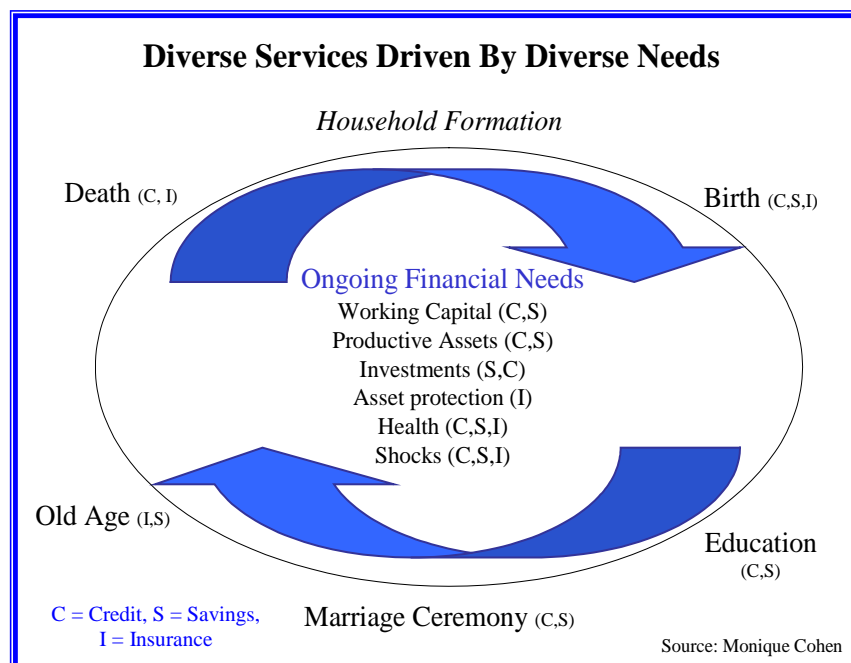 Diverse Services Driven By Diverse Needs
Household Formation
Death (C, I)
Birth (C,S,I)
Ongoing Financial Needs
Working Capital (C,S)
Productive Assets (C,S)
Investments (S,C)
Asset protection (I)
Health (C,S,I)
Shocks (C,S,I)
Old Age (I,S)
Education
(C,S)
Marriage Ceremony (C,S)
C = Credit, S = Savings,
I = Insurance
Source: Monique Cohen